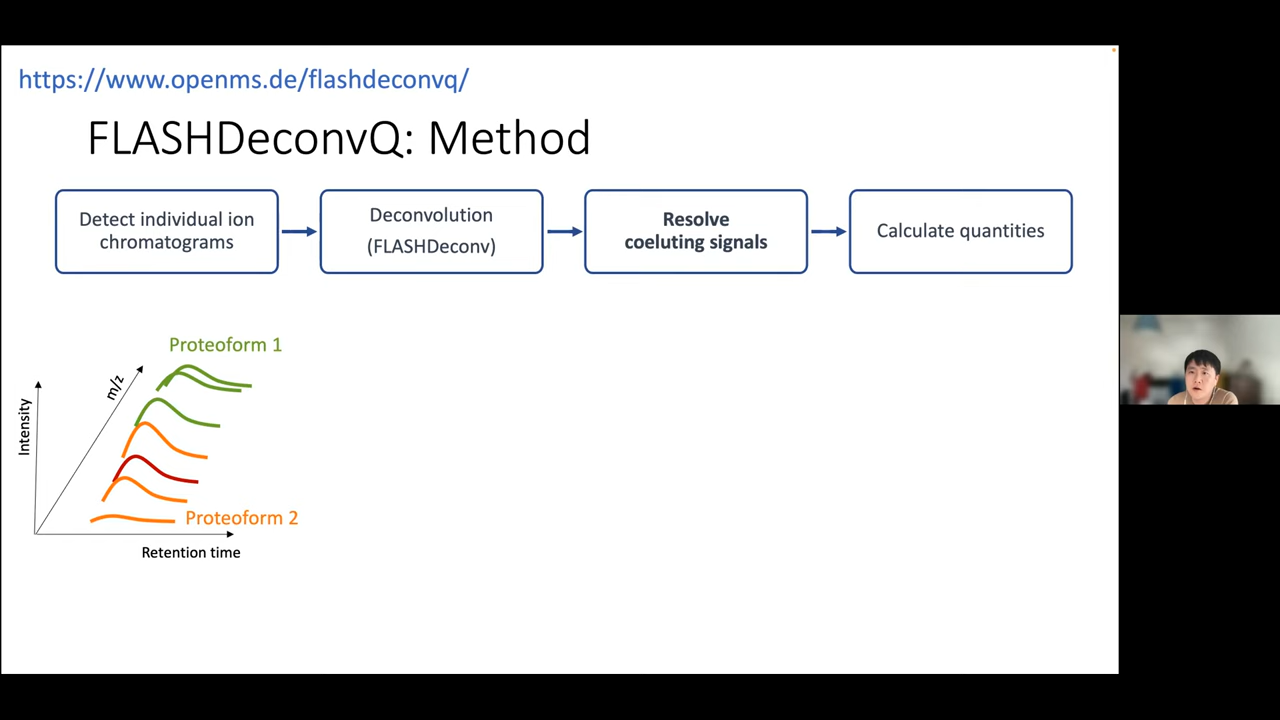 https://www.openms.de/flashdeconvq/
FLASHDeconvQ: Method
Detect individual ion
chromatograms
Deconvolution
(FLASHDeconv)
Resolve
coeluting signals
Calculate quantities
Proteoform 1
m/z
Intensity
Proteoform 2
Retention time